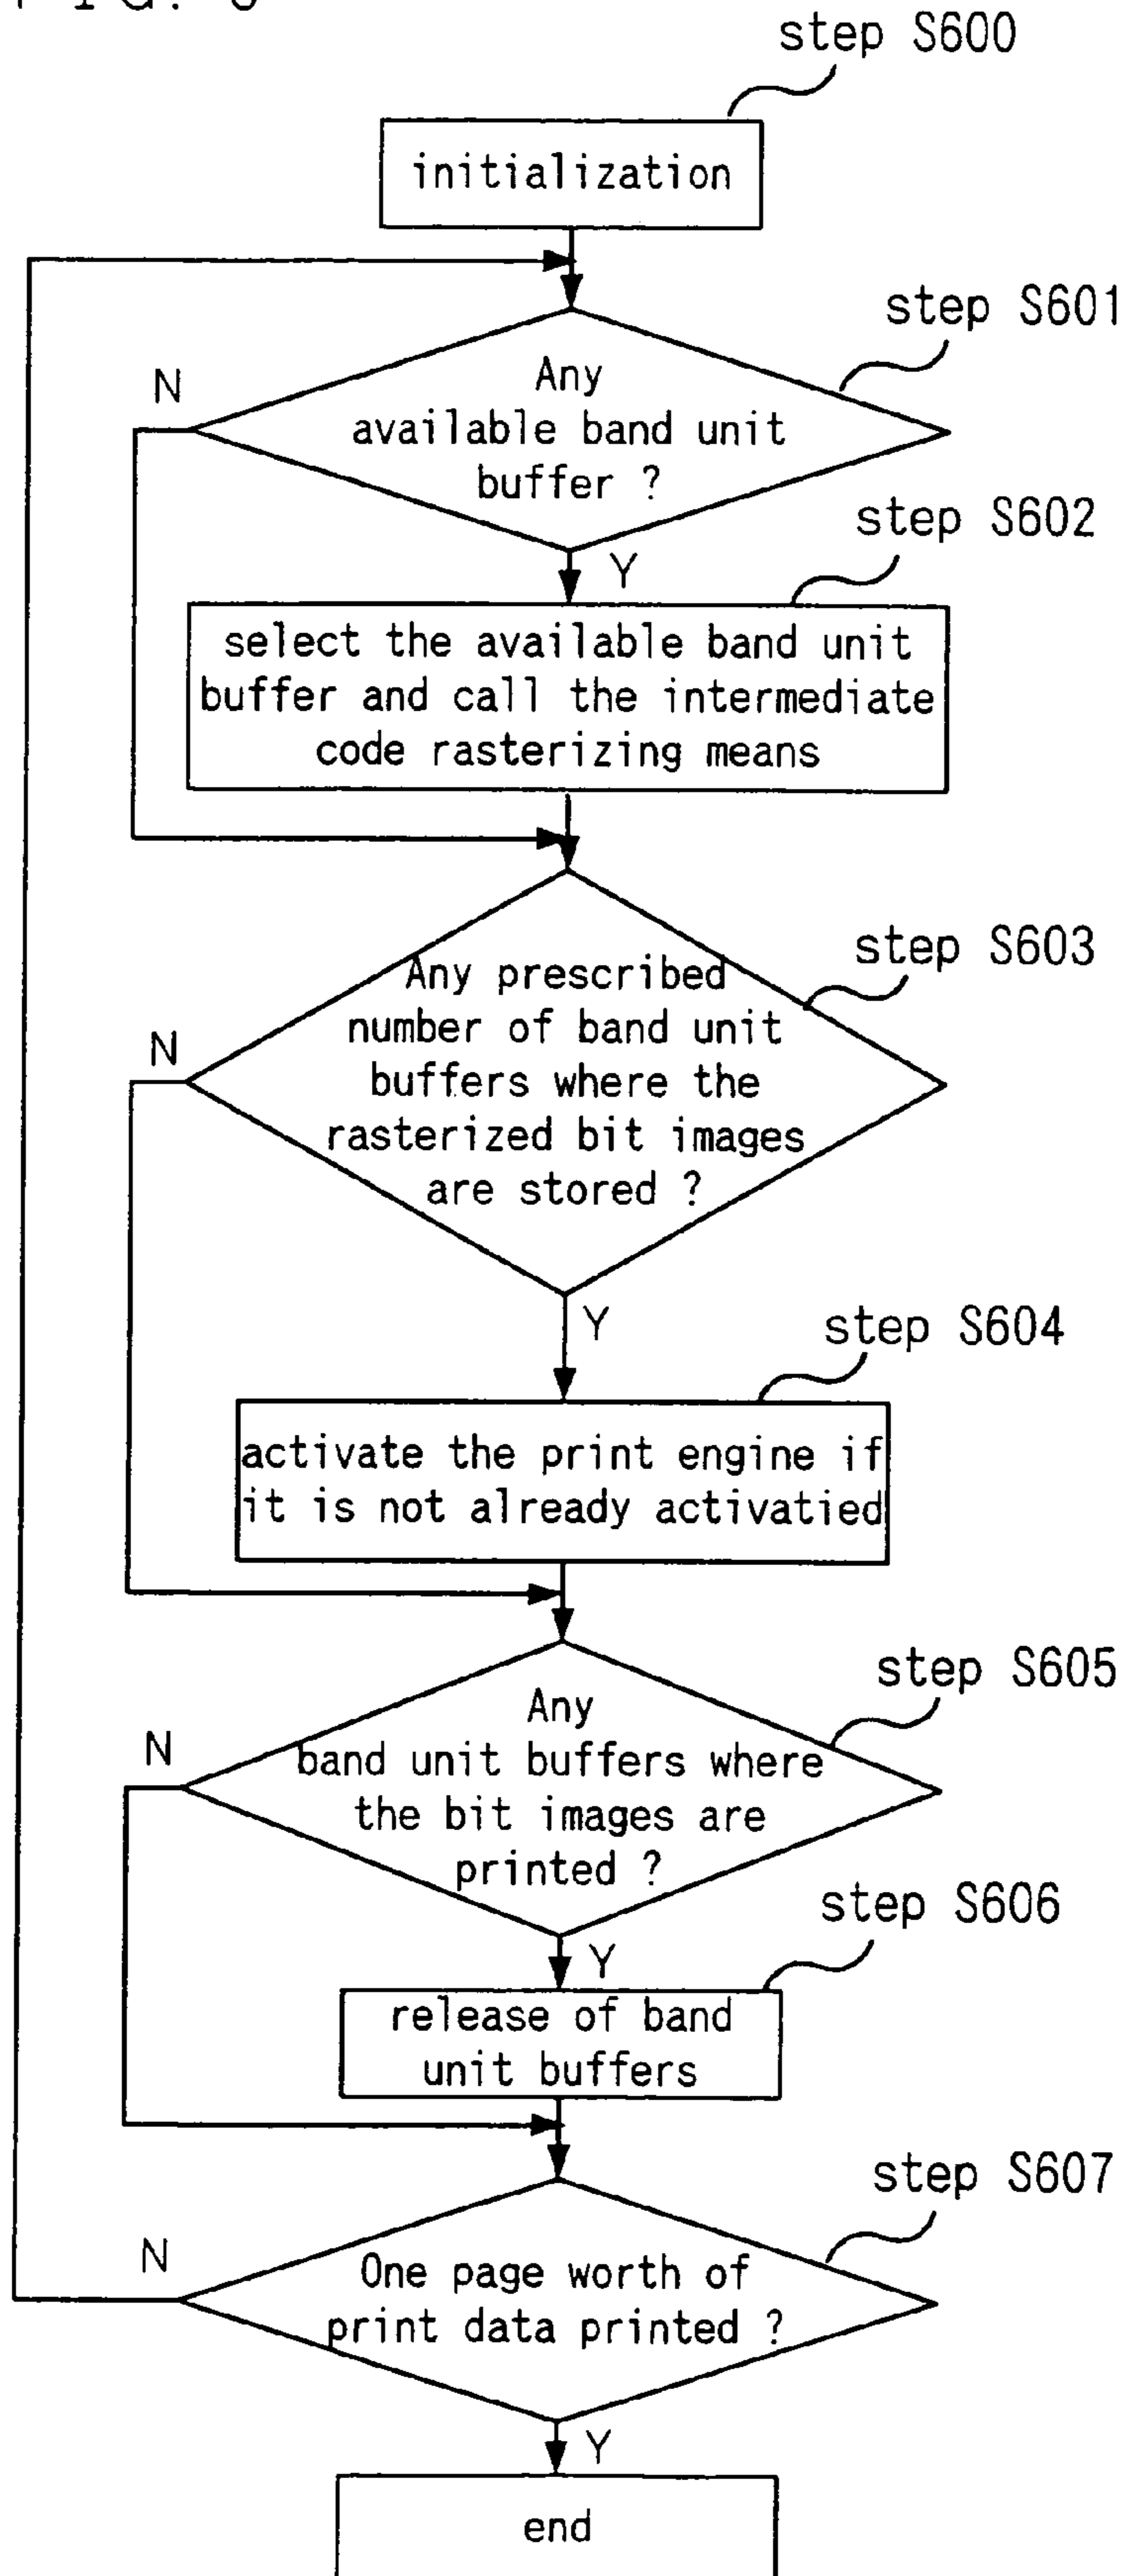 step S600
initialization
step S601
N
Any
available band unit
buffer ?
step S602
Y
select the available band unit
buffer and call the intermediate
code rasterizing means
step S603
Any prescribed
number of band unit
buffers where the
rasterized bit images
are stored ?
N
Y
step S604
activate the print engine if
it is not already activatied
step S605
N
Any
band unit buffers where
the bit images are
printed ?
step S606
Y
release of band
unit buffers
step S607
N
One page worth of
print data printed ?
Y
end